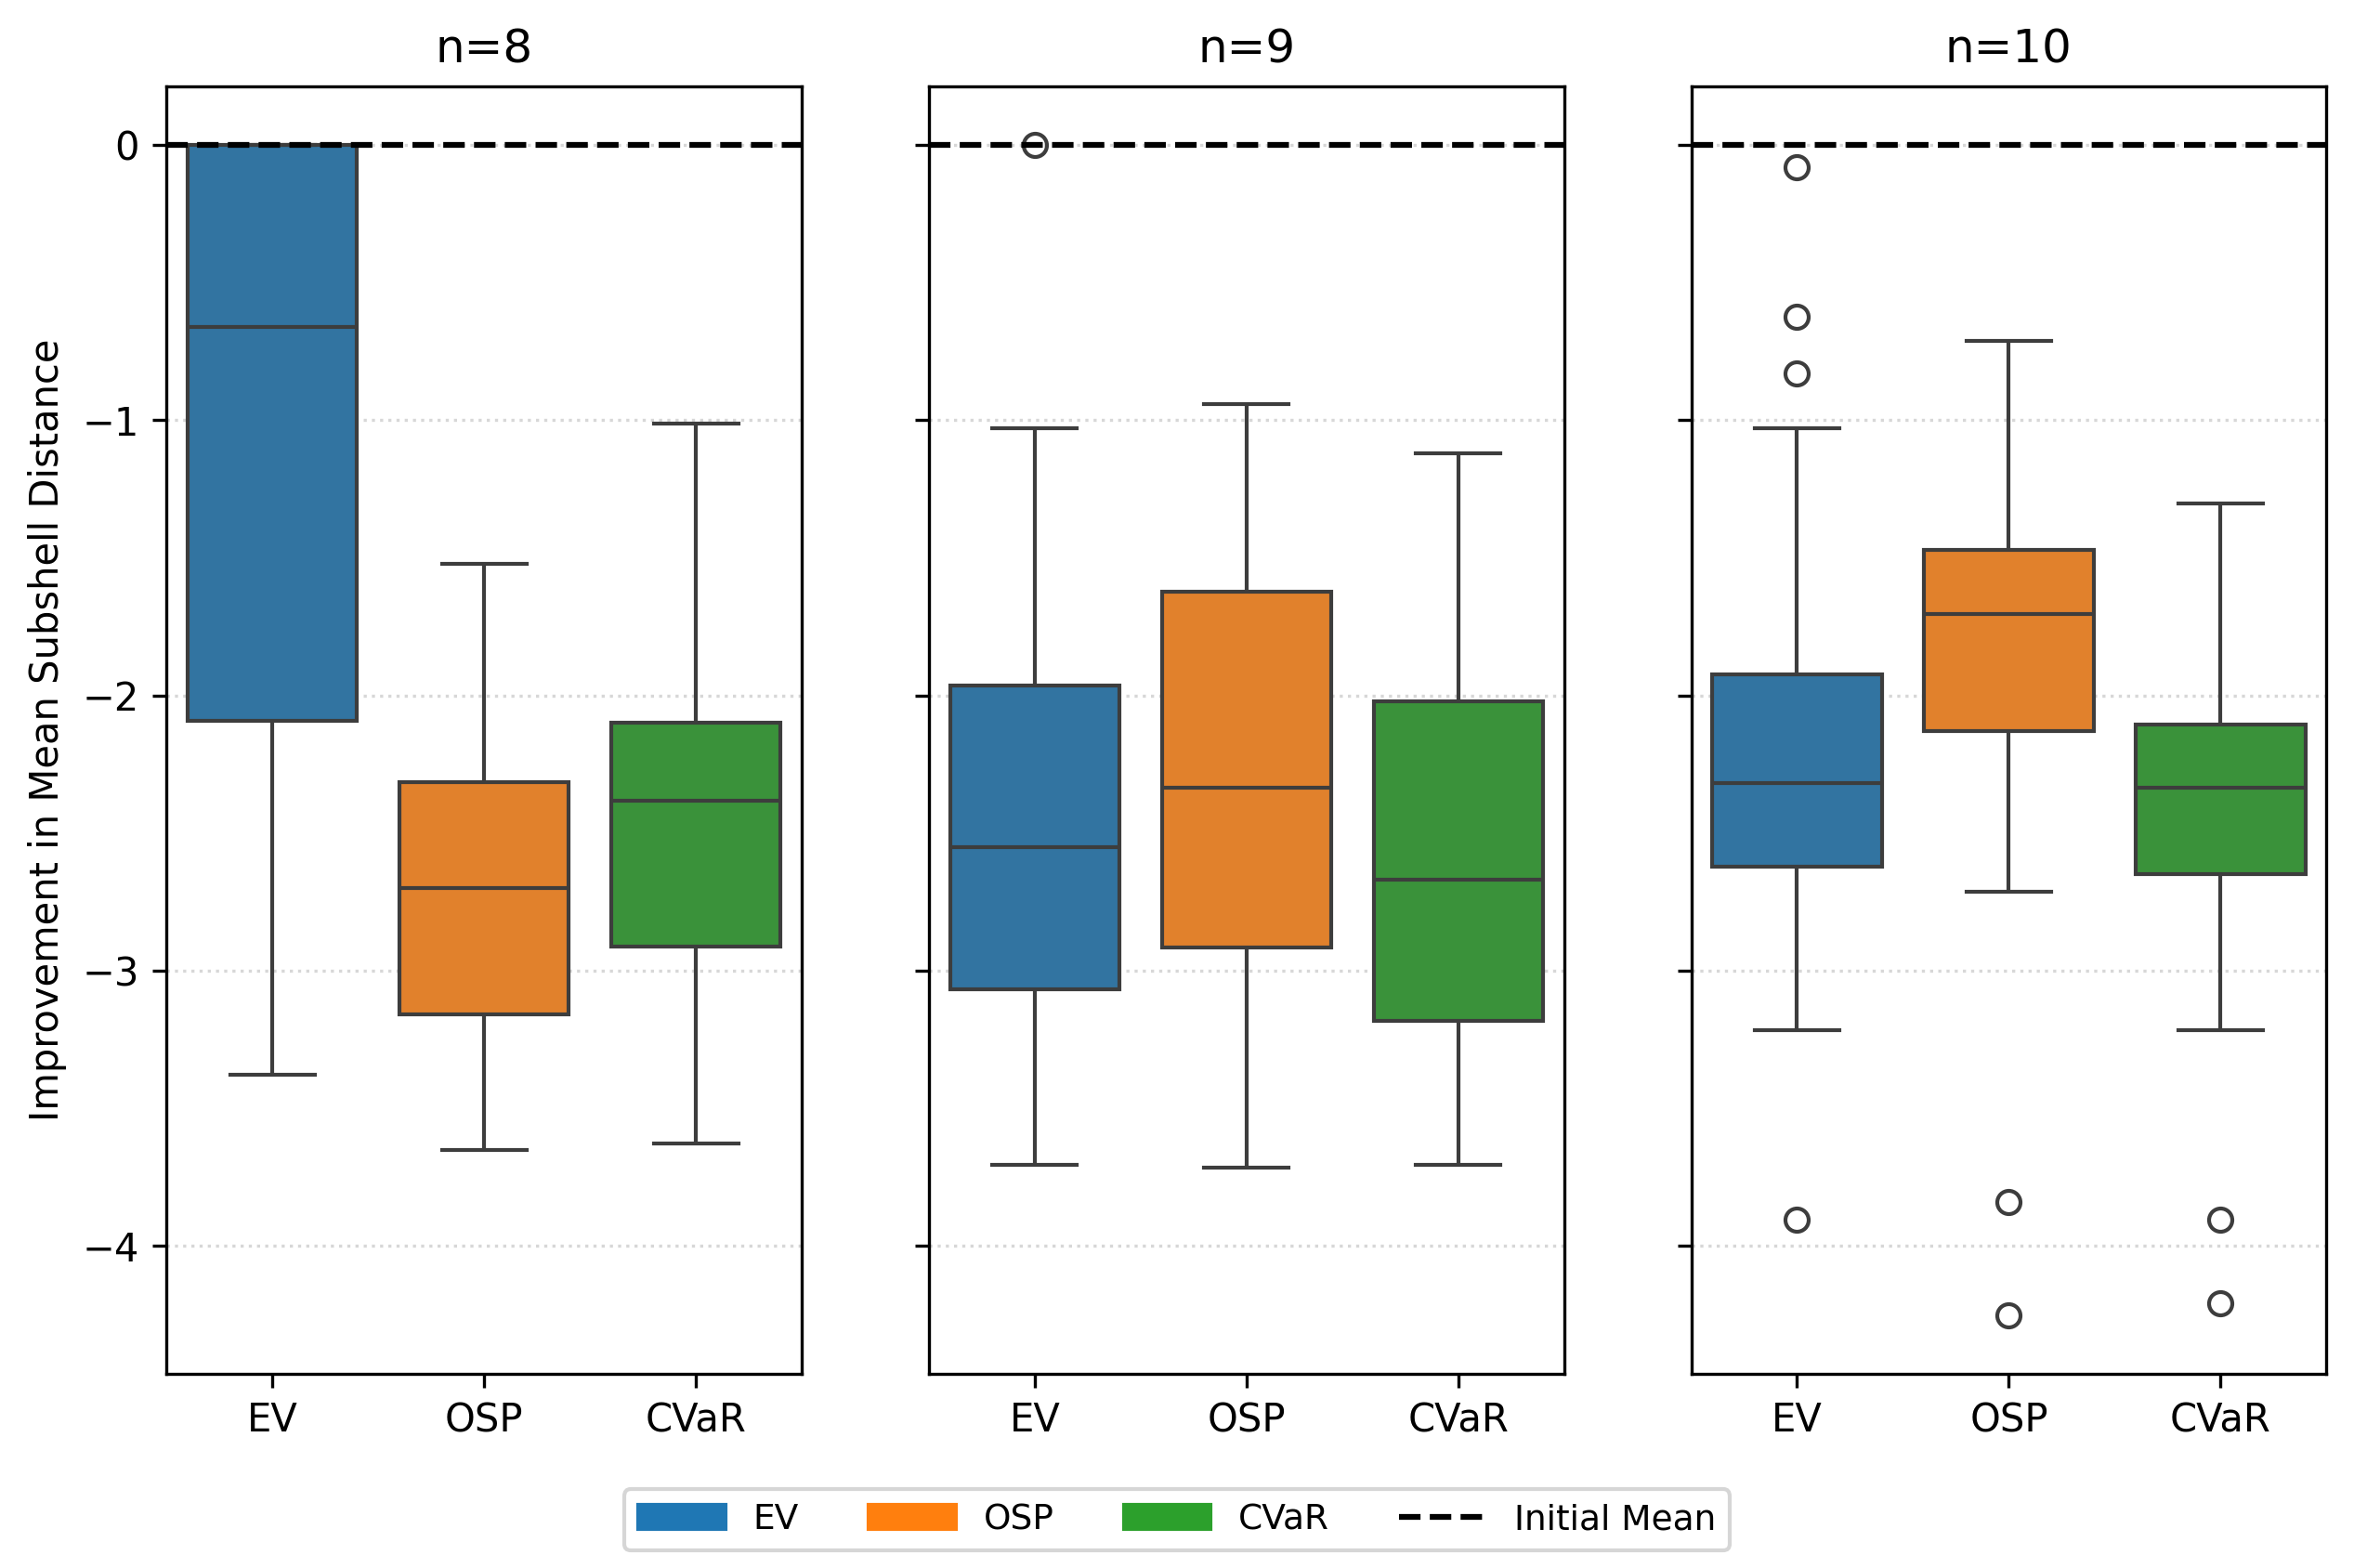 n=8
n=9
n=10
Improvement in Mean Subshell Distance
0
−1
−2
−3
−4
EV OSP CVaR
EV OSP CVaR
EV OSP CVaR
EV OSP CVaR Initial Mean